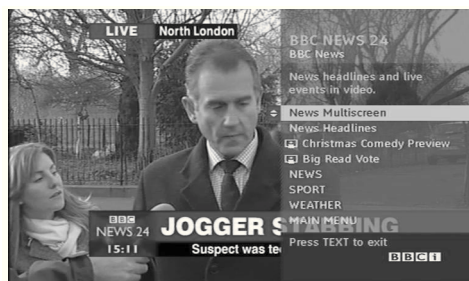 LIVE North London
BBC NEWS 24
BBC News
News headlines and live
events in video.
News Multiscreen
News Headlines
Christmas Comedy Preview
Big Read Vote
NEWS
SPORT
WEATHER
MAIN MENU
Press TEXT to exit
BBCi
BBC
NEWS 24
15:11
JOGGER STABBING
Suspect was